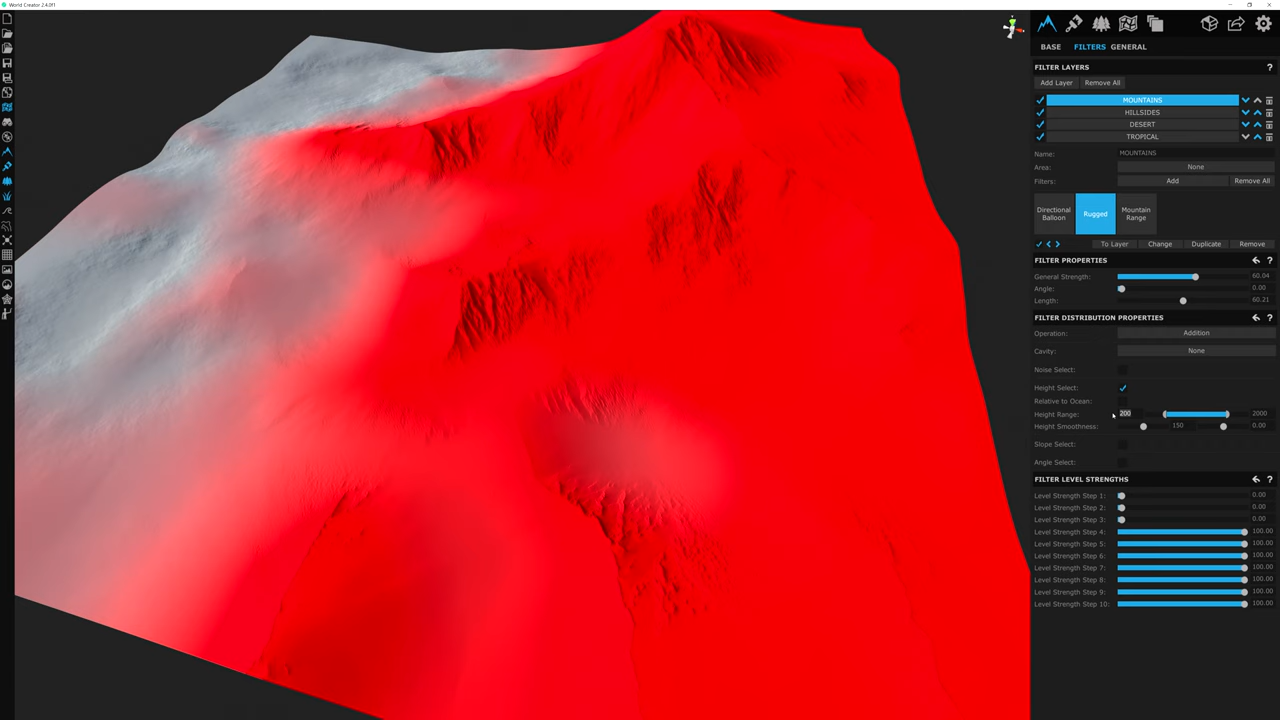 World Creator 2.4.0f1
BASE FILTERS GENERAL
FILTER LAYERS ?
Add Layer Remove All
MOUNTAINS
HILLSIDES
DESERT
TROPICAL
Name: MOUNTAINS
Area: None
Filters: Add Remove All
Directional Balloon
Rugged
Mountain Range
To Layer Change Duplicate Remove
FILTER PROPERTIES ?
General Strength: 60.04
Angle: 0.00
Length: 60.21
FILTER DISTRIBUTION PROPERTIES ?
Operation: Addition
Cavity: None
Noise Select:
Height Select:
Relative to Ocean:
Height Range: 200 2000
Height Smoothness: 150 0.00
Slope Select:
Angle Select:
FILTER LEVEL STRENGTHS ?
Level Strength Step 1: 0.00
Level Strength Step 2: 0.00
Level Strength Step 3: 0.00
Level Strength Step 4: 100.00
Level Strength Step 5: 100.00
Level Strength Step 6: 100.00
Level Strength Step 7: 100.00
Level Strength Step 8: 100.00
Level Strength Step 9: 100.00
Level Strength Step 10: 100.00